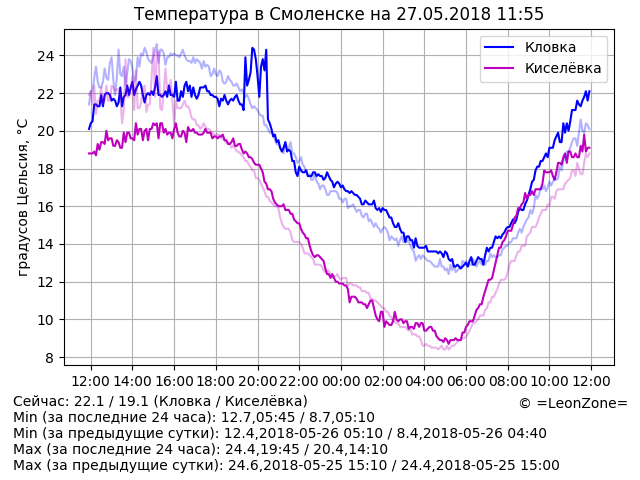 Температура в Смоленске на 27.05.2018 11:55
градусов Цельсия, °C
24
22
20
18
16
14
12
10
8
Кловка
Киселёвка
12:00 14:00 16:00 18:00 20:00 22:00 00:00 02:00 04:00 06:00 08:00 10:00 12:00
Сейчас: 22.1 / 19.1 (Кловка / Киселёвка)
© =LeonZone=
Min (за последние 24 часа): 12.7,05:45 / 8.7,05:10
Min (за предыдущие сутки): 12.4,2018-05-26 05:10 / 8.4,2018-05-26 04:40
Max (за последние 24 часа): 24.4,19:45 / 20.4,14:10
Max (за предыдущие сутки): 24.6,2018-05-25 15:10 / 24.4,2018-05-25 15:00